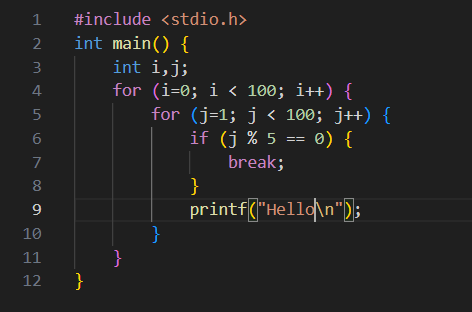 1 #include <stdio.h>
2 int main() {
3     int i,j;
4     for (i=0; i < 100; i++) {
5         for (j=1; j < 100; j++) {
6             if (j % 5 == 0) {
7                 break;
8             }
9             printf("Hello\n");
10         }
11     }
12 }